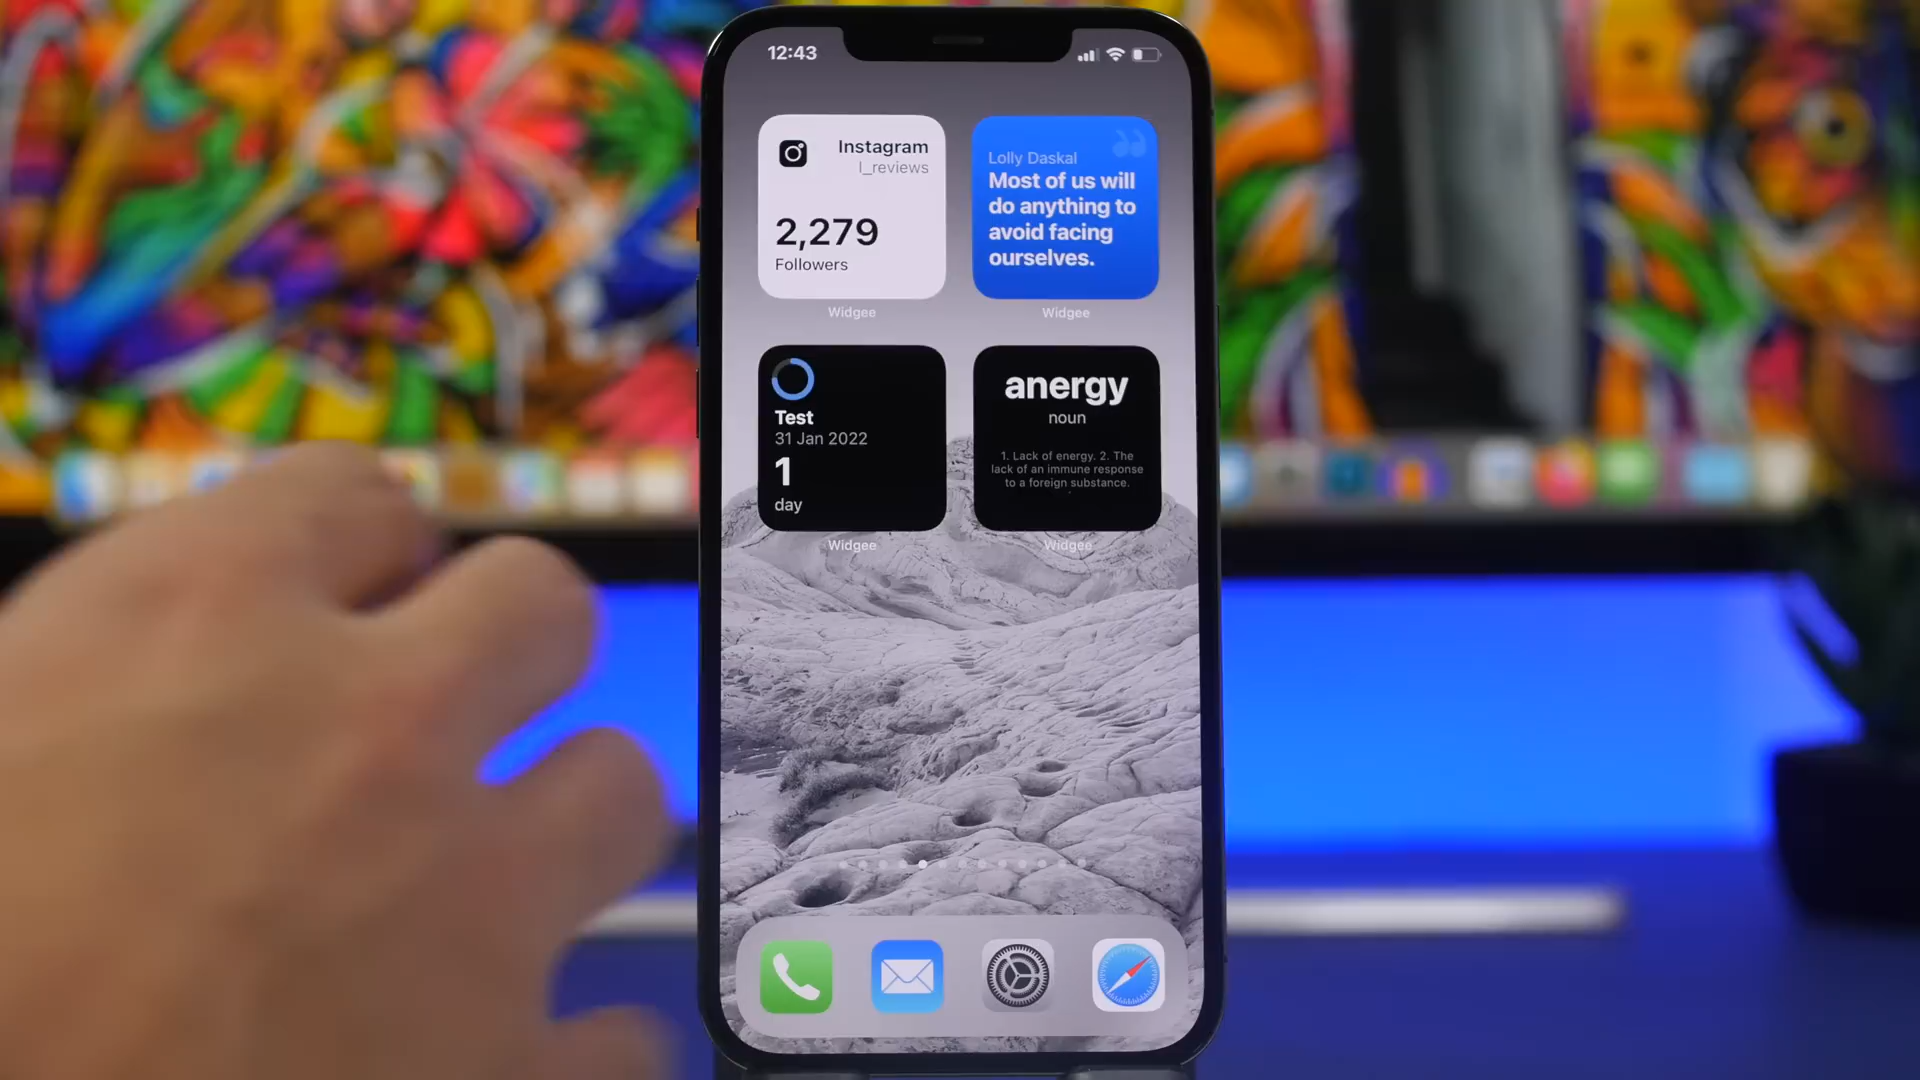 12:43
Instagram
I_reviews
2,279
Followers
Widgee
Lolly Daskal
Most of us will
do anything to
avoid facing
ourselves.
Widgee
Test
31 Jan 2022
1
day
Widgee
anergy
noun
1. Lack of energy. 2. The
lack of an immune response
to a foreign substance.
Widgee